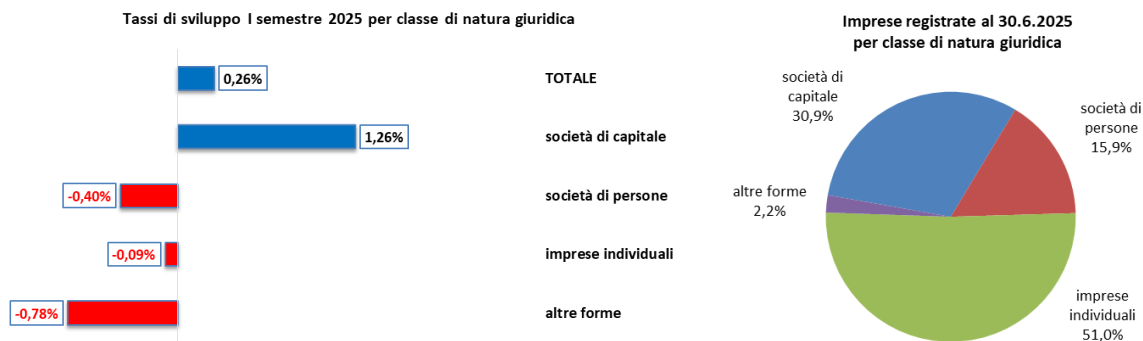 Tassi di sviluppo I semestre 2025 per classe di natura giuridica
0,26%
TOTALE
1,26%
società di capitale
-0,40%
società di persone
-0,09%
imprese individuali
-0,78%
altre forme
Imprese registrate al 30.6.2025
per classe di natura giuridica
società di
capitale
30,9%
società di
persone
15,9%
altre forme
2,2%
imprese
individuali
51,0%